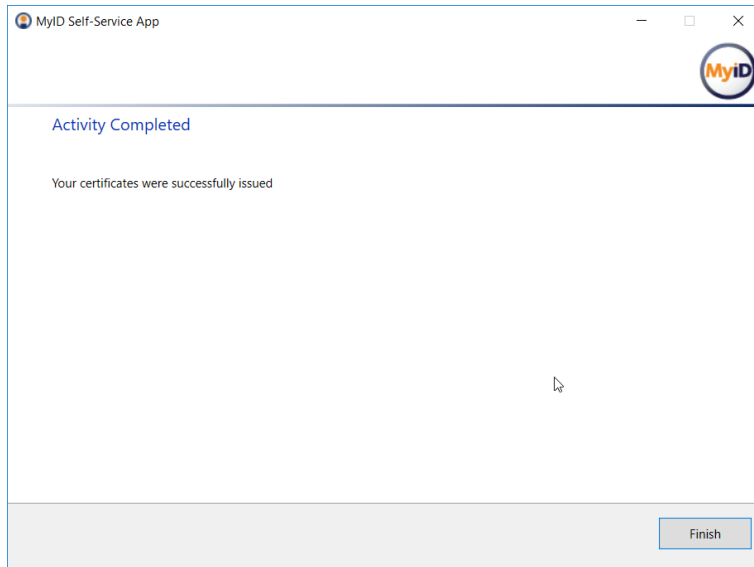 MyID Self-Service App
MyiD
Activity Completed
Your certificates were successfully issued
Finish